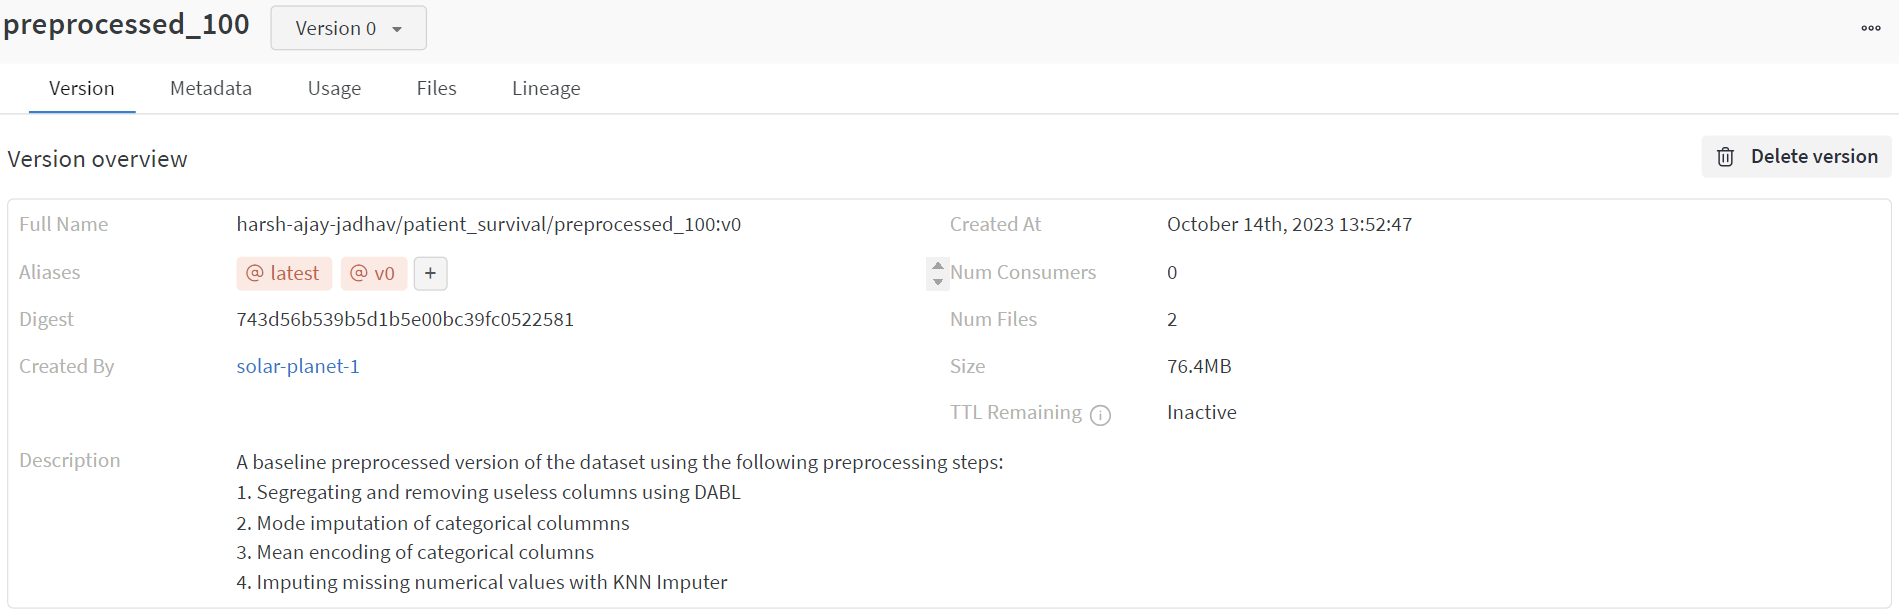 preprocessed_100 Version 0
Version Metadata Usage Files Lineage
Version overview Delete version
Full Name harsh-ajay-jadhav/patient_survival/preprocessed_100:v0 Created At October 14th, 2023 13:52:47
Aliases @ latest @ v0 + Num Consumers 0
Digest 743d56b539b5d1b5e00bc39fc0522581 Num Files 2
Created By solar-planet-1 Size 76.4MB
TTL Remaining Inactive
Description A baseline preprocessed version of the dataset using the following preprocessing steps:
1. Segregating and removing useless columns using DABL
2. Mode imputation of categorical colummns
3. Mean encoding of categorical columns
4. Imputing missing numerical values with KNN Imputer